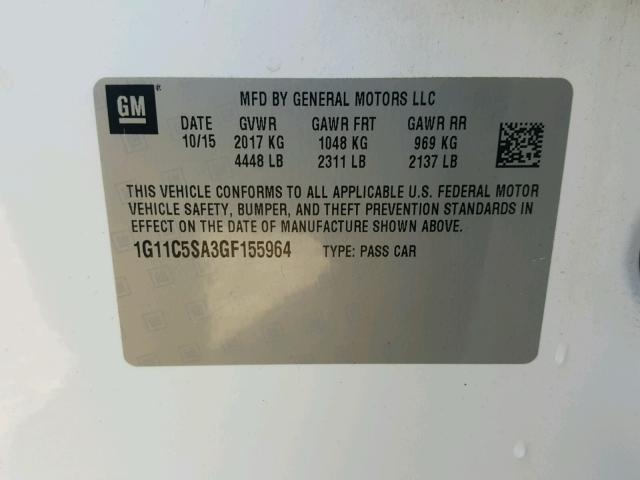 GM ®
MFD BY GENERAL MOTORS LLC
DATE GVWR GAWR FRT GAWR RR
10/15 2017 KG 1048 KG 969 KG
4448 LB 2311 LB 2137 LB
THIS VEHICLE CONFORMS TO ALL APPLICABLE U.S. FEDERAL MOTOR
VEHICLE SAFETY, BUMPER, AND THEFT PREVENTION STANDARDS IN
EFFECT ON THE DATE OF MANUFACTURE SHOWN ABOVE.
1G11C5SA3GF155964 TYPE: PASS CAR